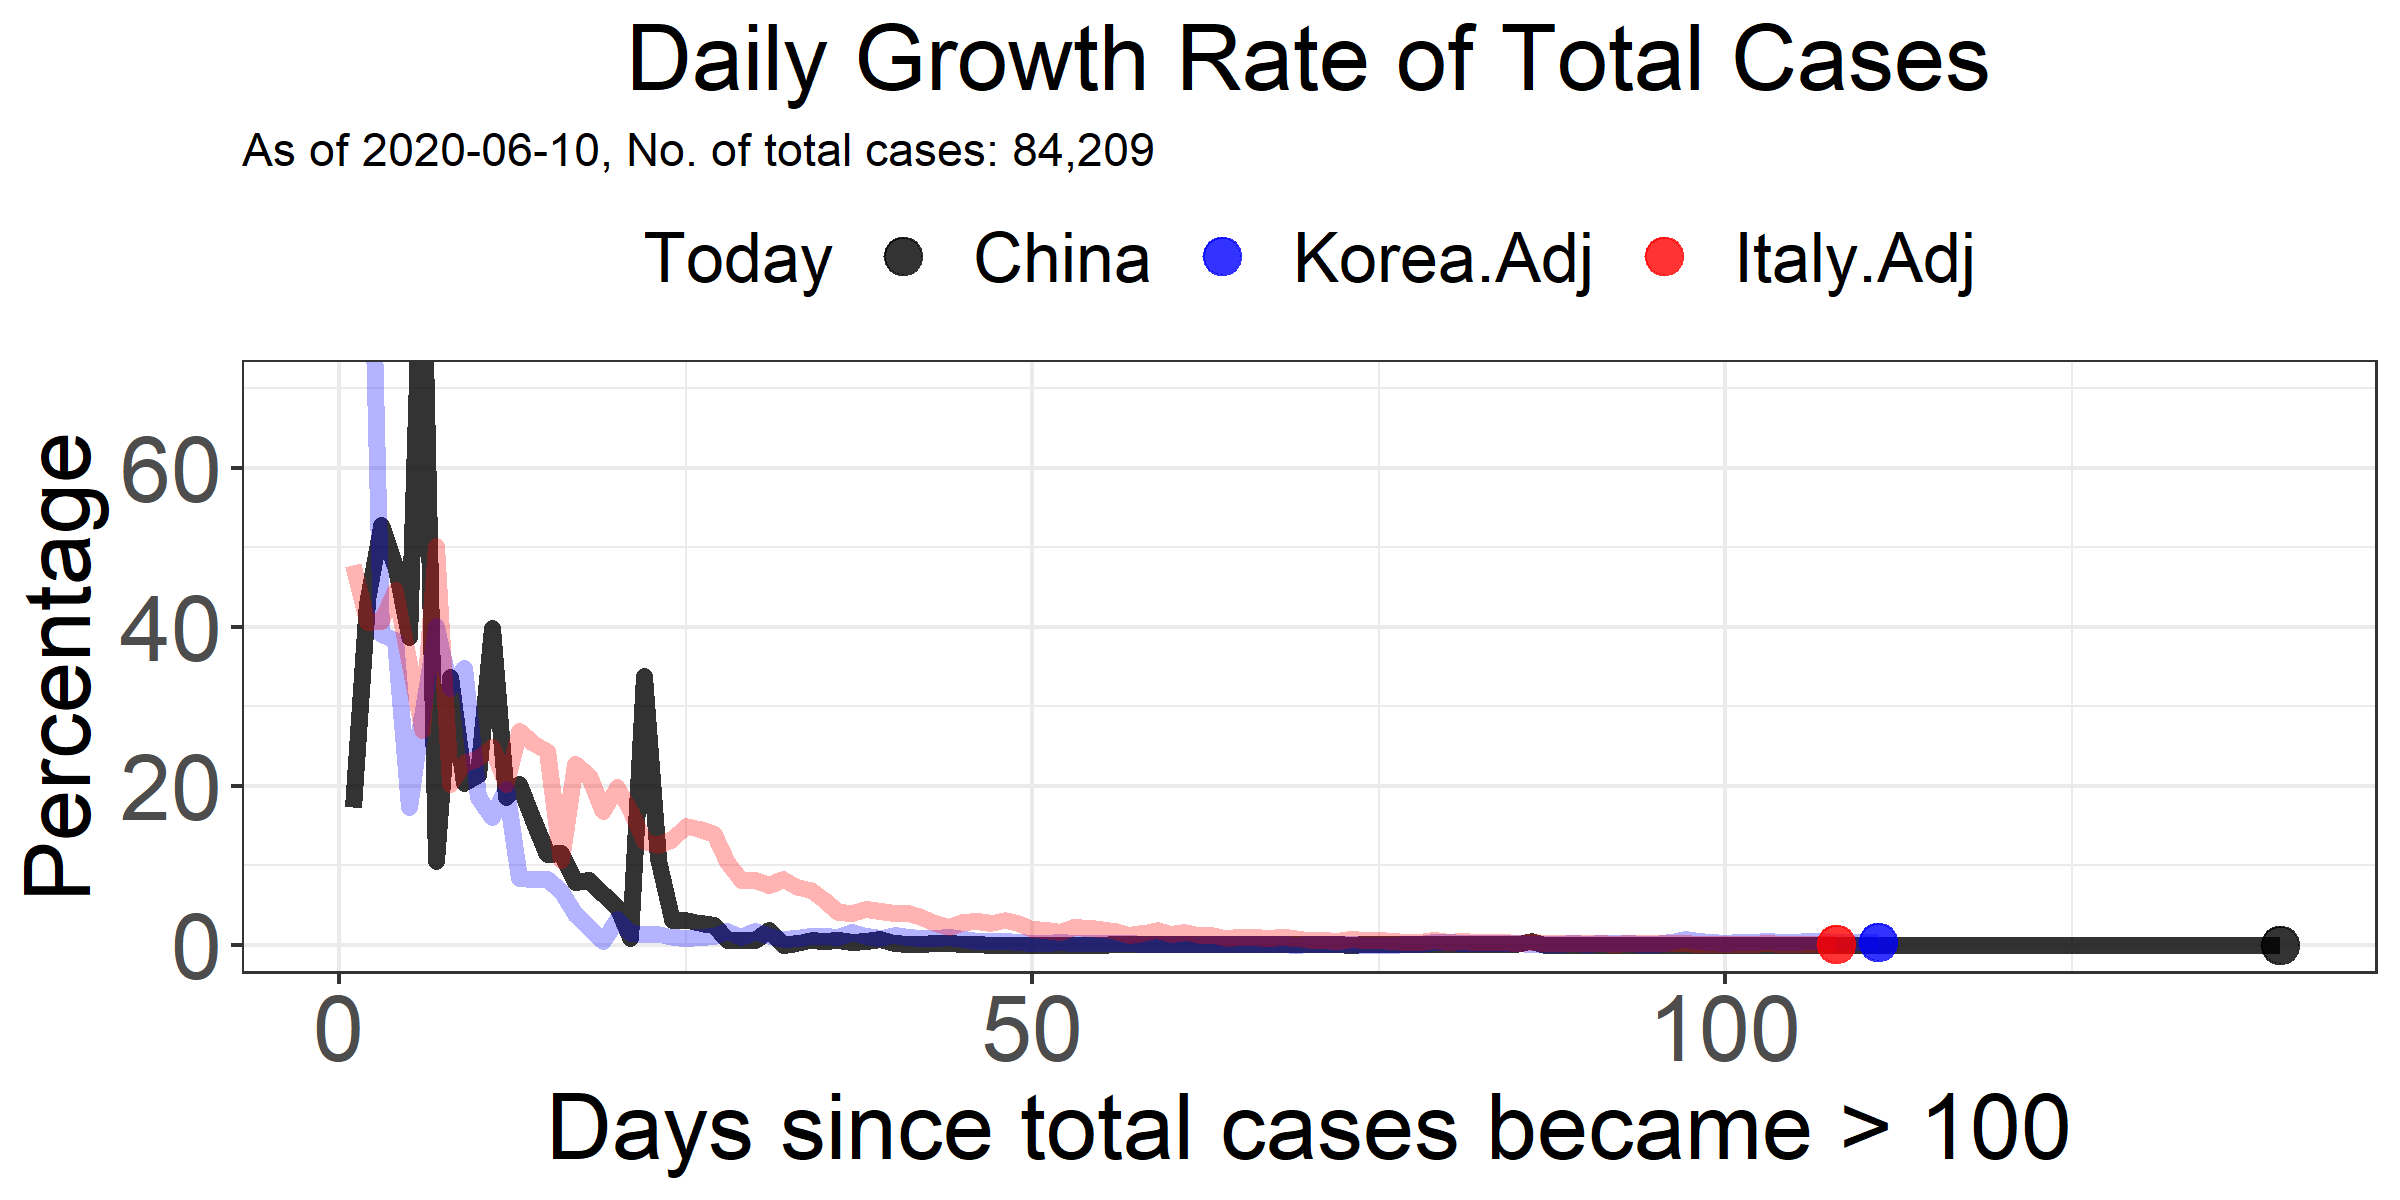 Daily Growth Rate of Total Cases
As of 2020-06-10, No. of total cases: 84,209
Today China Korea.Adj Italy.Adj
Percentage
60
40
20
0
0 50 100
Days since total cases became > 100